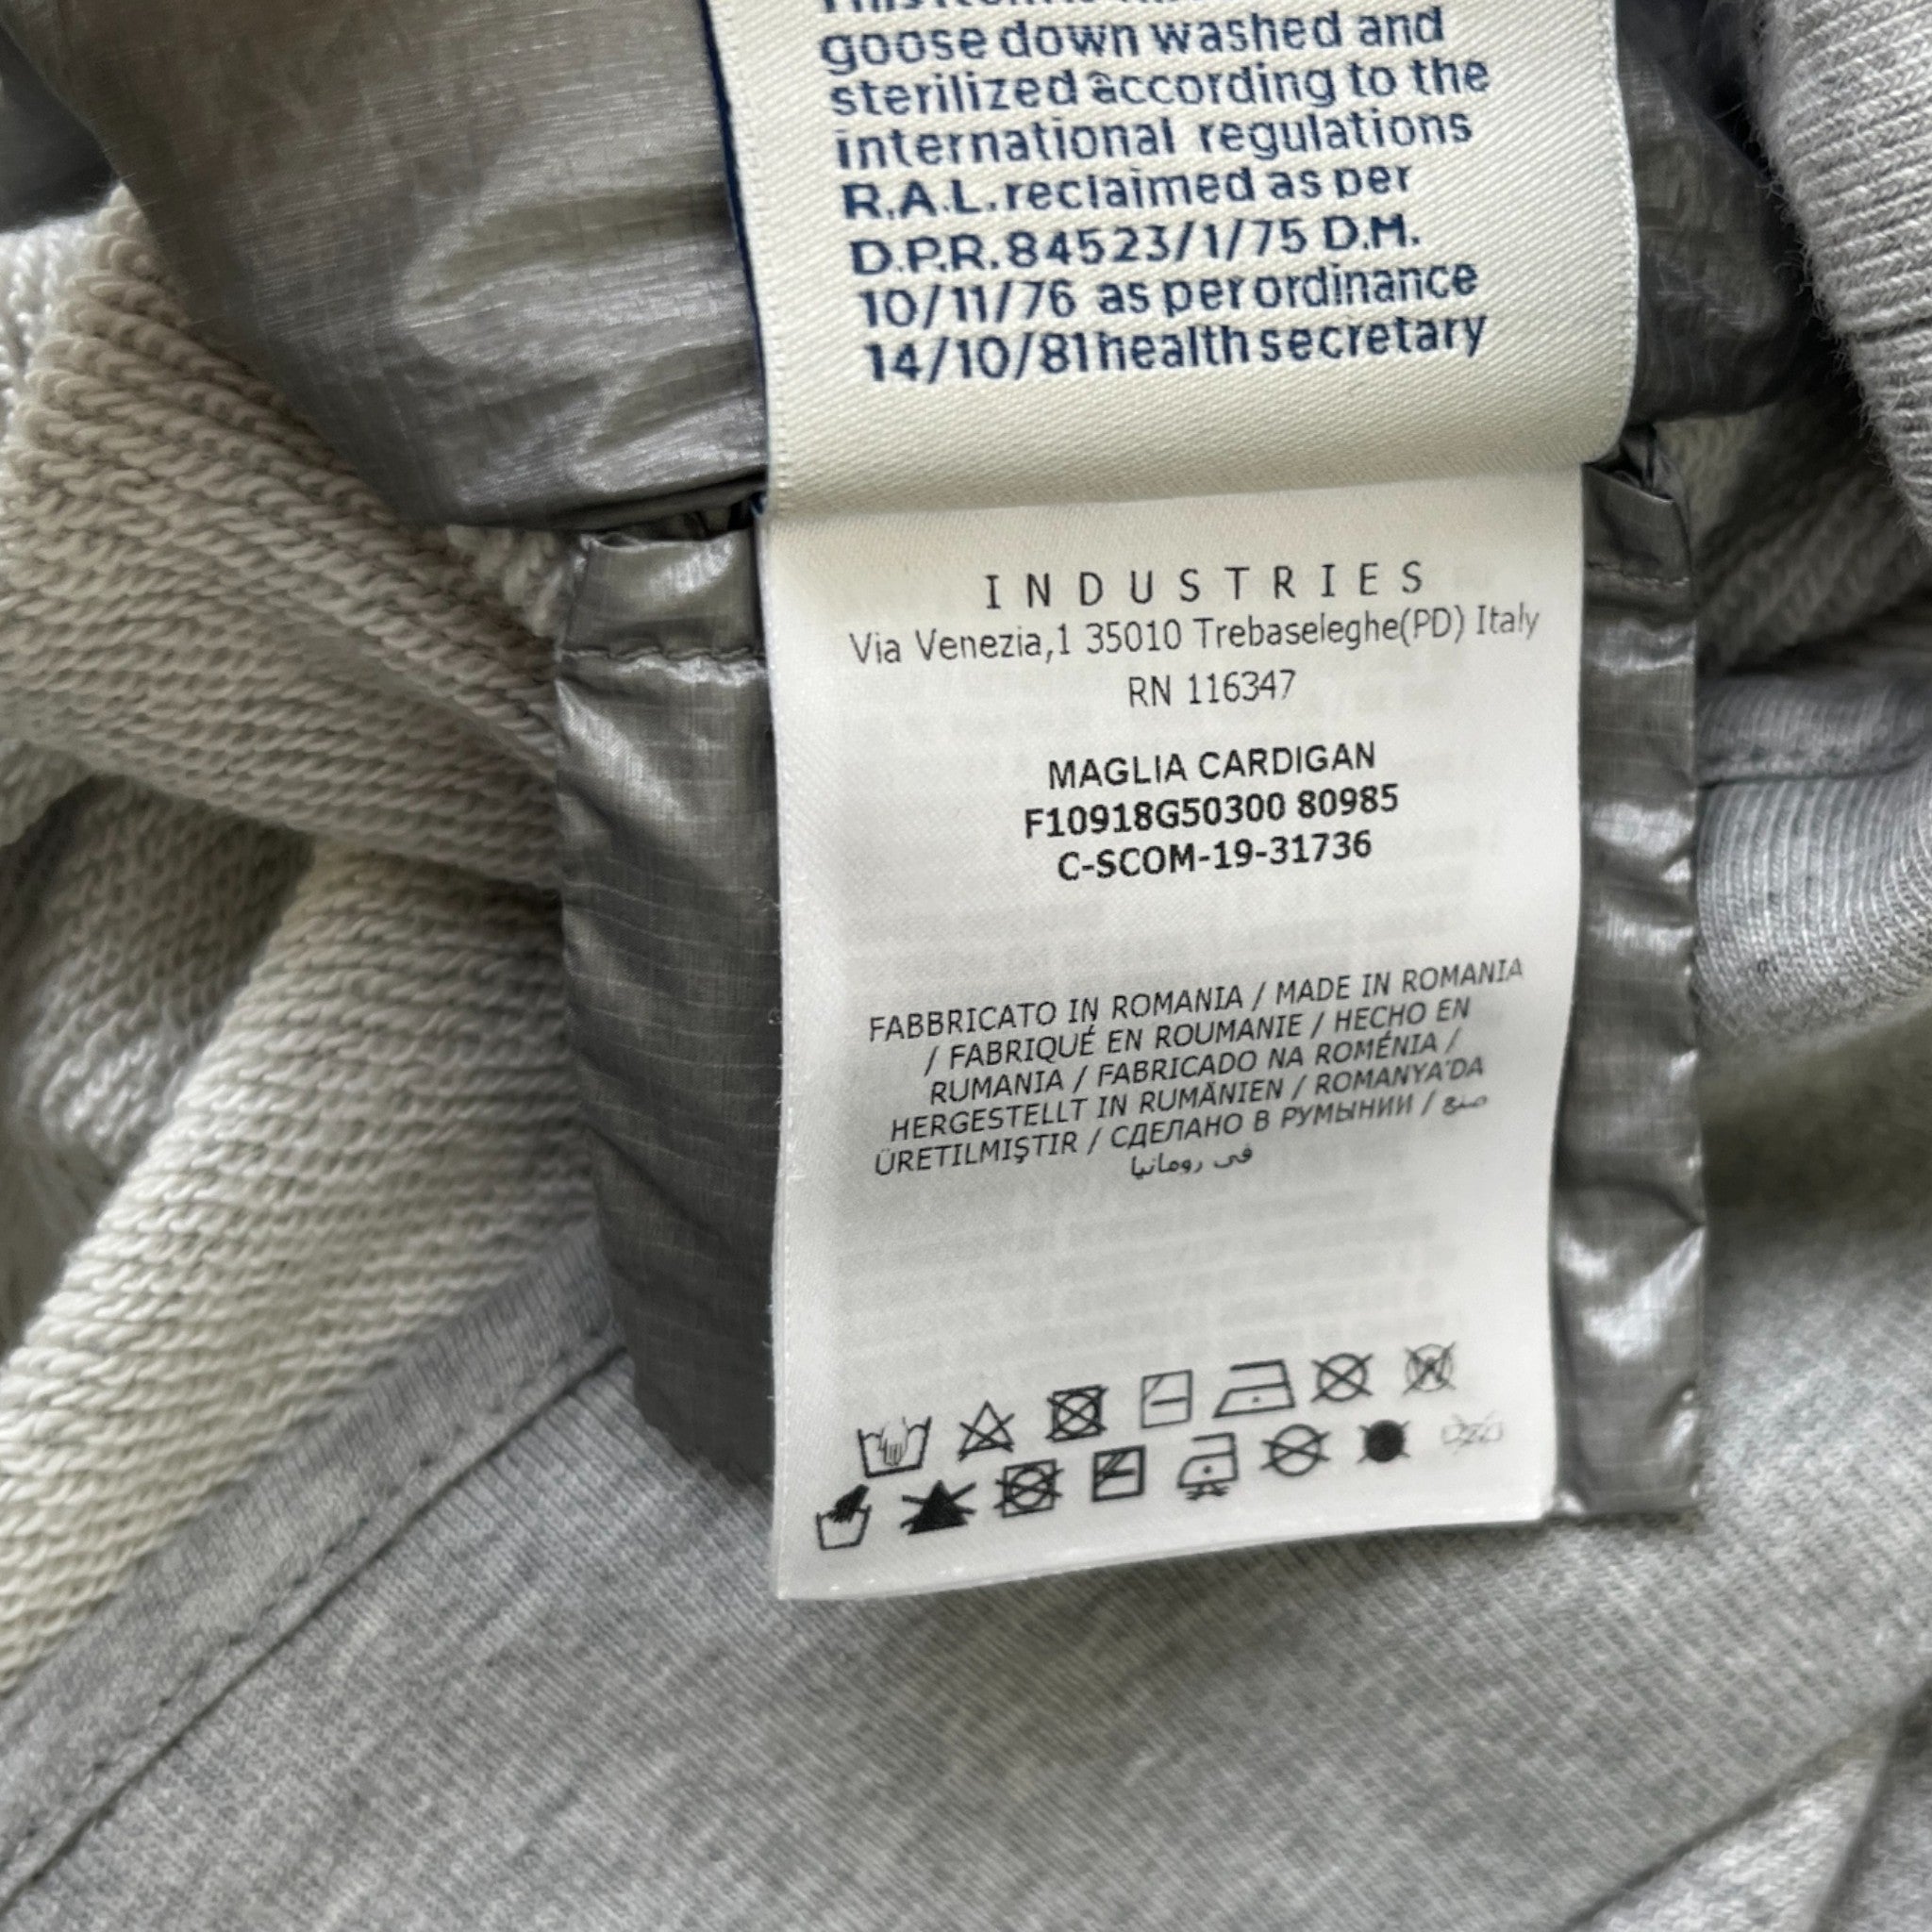 goose down washed and
sterilized according to the
international regulations
R.A.L. reclaimed as per
D.P.R. 84523/1/75 D.M.
10/11/76 as per ordinance
14/10/81 health secretary
INDUSTRIES
Via Venezia,1 35010 Trebaseleghe(PD) Italy
RN 116347
MAGLIA CARDIGAN
F10918G50300 80985
C-SCOM-19-31736
FABBRICATO IN ROMANIA / MADE IN ROMANIA
/ FABRIQUÉ EN ROUMANIE / HECHO EN
RUMANIA / FABRICADO NA ROMÉNIA /
HERGESTELLT IN RUMÄNIEN / ROMANYA'DA
ÜRETILMIŞTIR / СДЕЛАНО В РУМЫНИИ / صنع
في رومانيا